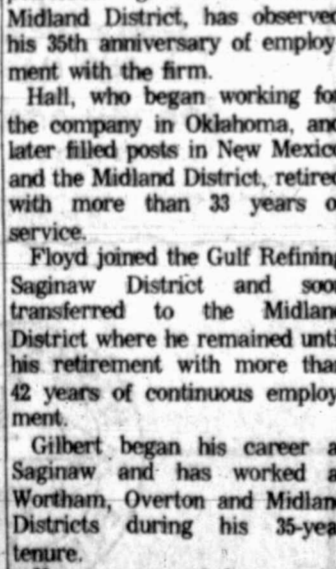 Midland District, has observe
his 35th anniversary of employ
ment with the firm.
Hall, who began working fo
the company in Oklahoma, an
later filled posts in New Mexic
and the Midland District, retire
with more than 33 years o
service.
Floyd joined the Gulf Refinin
Saginaw District and soo
transferred to the Midlan
District where he remained unt
his retirement with more tha
42 years of continuous employ
ment.
Gilbert began his career a
Saginaw and has worked a
Wortham, Overton and Midlan
Districts during his 35-yea
tenure.